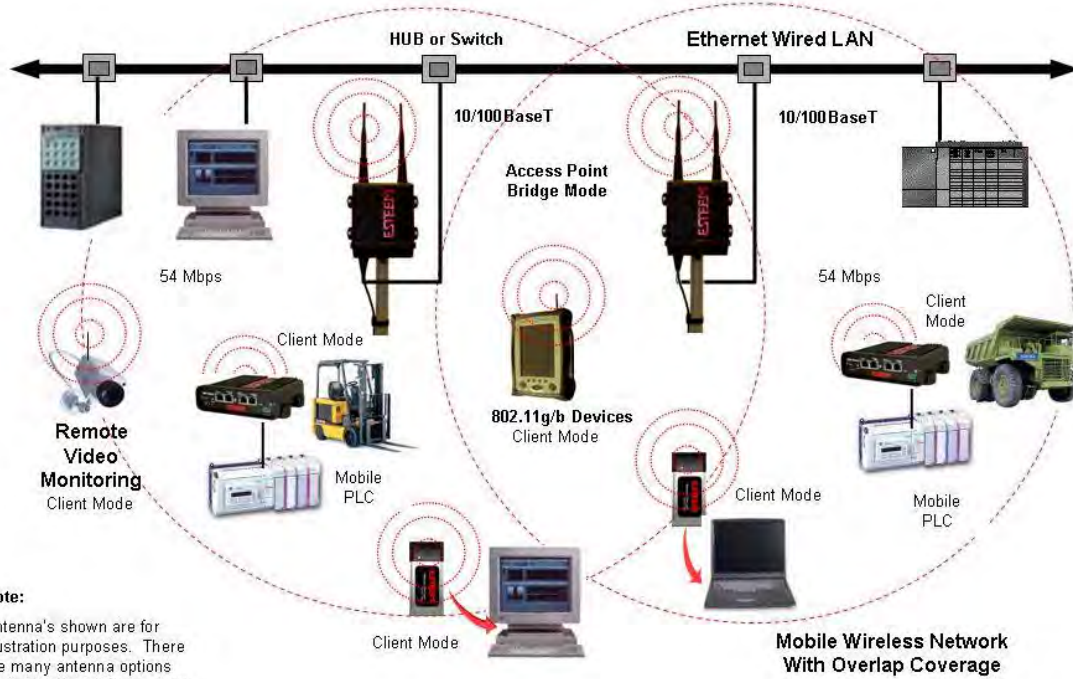 HUB or Switch
Ethernet Wired LAN
10/100BaseT
10/100BaseT
Access Point
Bridge Mode
ESTEEM
ESTEEM
54 Mbps
54 Mbps
Client
Mode
Client Mode
802.11g/b Devices
Client Mode
Remote
Video
Monitoring
Client Mode
Mobile
PLC
Client Mode
Mobile
PLC
Client Mode
ote:
ntenna's shown are for
ustration purposes. There
e many antenna options
Mobile Wireless Network
With Overlap Coverage